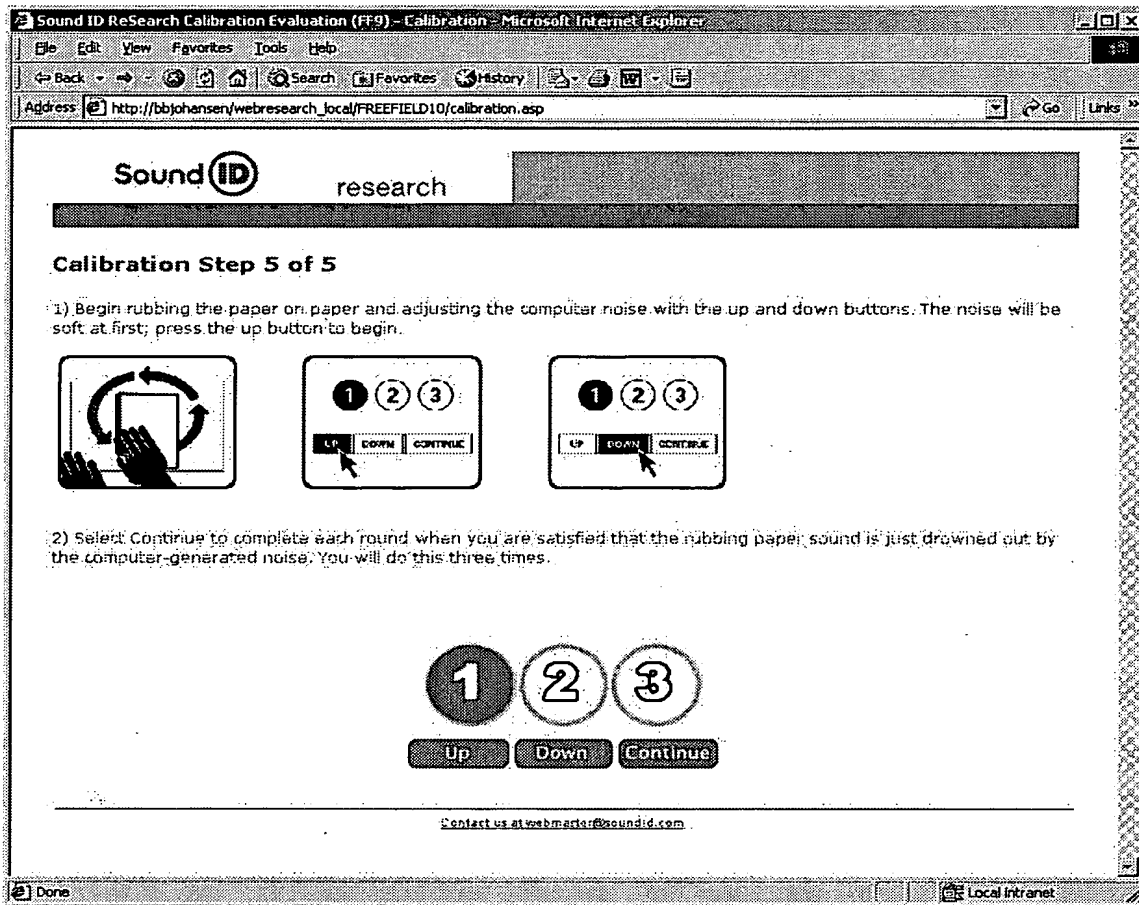 Sound ID ReSearch Calibration Evaluation (FF9) - Calibration - Microsoft Internet Explorer
File Edit View Favorites Tools Help
Back Search Favorites History
Address http://bbjohansen/webresearch_local/FREEFIELD10/calibration.asp Go Links »
Sound ID research
Calibration Step 5 of 5
1) Begin rubbing the paper on paper and adjusting the computer noise with the up and down buttons. The noise will be
soft at first; press the up button to begin.
1 2 3 1 2 3
UP DOWN CONTINUE UP DOWN CONTINUE
2) Select Continue to complete each round when you are satisfied that the rubbing paper sound is just drowned out by
the computer-generated noise. You will do this three times.
1 2 3
Up Down Continue
Contact us at webmaster@soundid.com
Done Local intranet